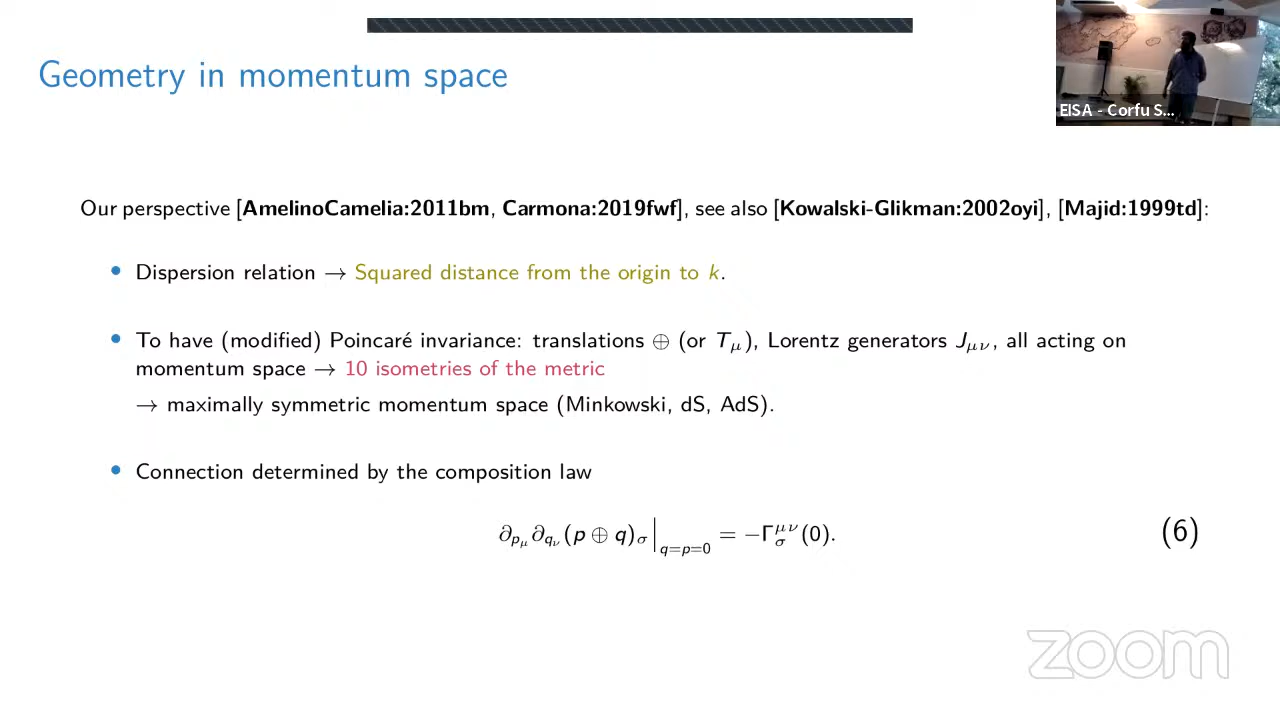 Geometry in momentum space
EISA - Corfu S...
Our perspective [AmelinoCamelia:2011bm, Carmona:2019fwf], see also [Kowalski-Glikman:2002oyi], [Majid:1999td]:
• Dispersion relation → Squared distance from the origin to k.
• To have (modified) Poincaré invariance: translations ⊕ (or T_μ), Lorentz generators J_{μν}, all acting on
momentum space → 10 isometries of the metric
→ maximally symmetric momentum space (Minkowski, dS, AdS).
• Connection determined by the composition law
∂_{p_μ} ∂_{q_ν} (p ⊕ q)_σ |_{q=p=0} = −Γ_σ^{μν}(0). (6)
zoom